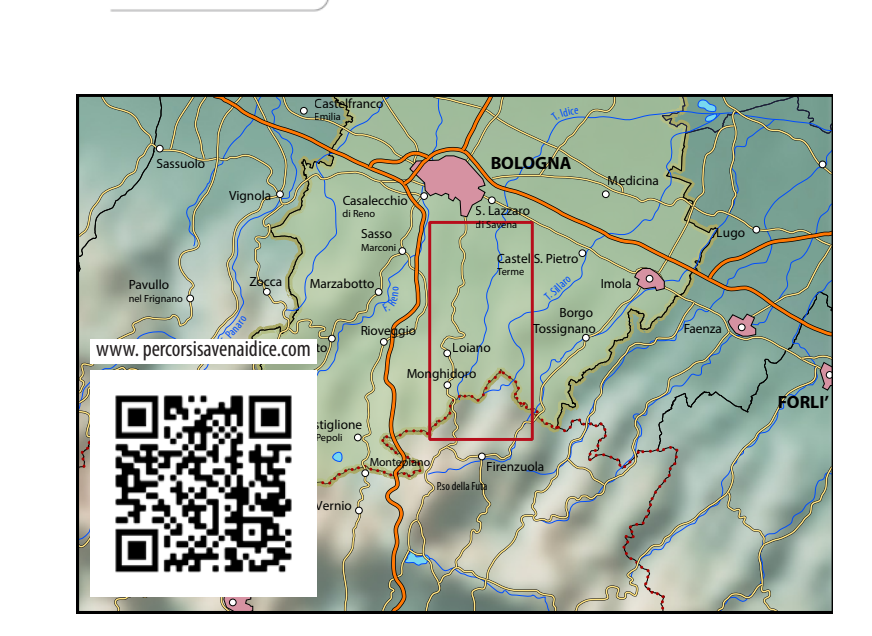 Castelfranco
Emilia
T. Idice
Sassuolo
BOLOGNA
Medicina
Vignola
Casalecchio
di Reno
S. Lazzaro
di Savena
Sasso
Marconi
Lugo
Castel S. Pietro
Terme
Pavullo
nel Frignano
Zocca
Marzabotto
F. Reno
T. Sillaro
Imola
Panaro
Rioveggio
Borgo
Tossignano
Faenza
to
www. percorsisavenaidice.com
Loiano
Monghidoro
FORLI'
stiglione
Pepoli
Montepiano
Firenzuola
P.so della Futa
Vernio